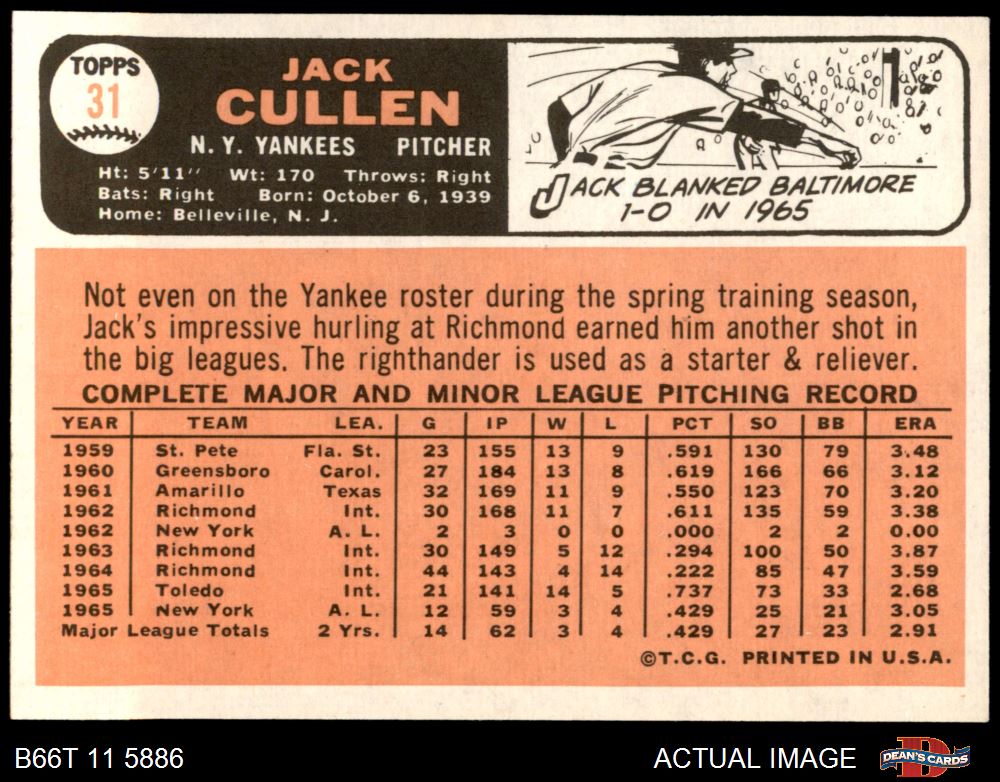 TOPPS
31
JACK
CULLEN
N. Y. YANKEES PITCHER
Ht: 5'11" Wt: 170 Throws: Right
Bats: Right Born: October 6, 1939
Home: Belleville, N. J.
JACK BLANKED BALTIMORE
1-0 IN 1965
Not even on the Yankee roster during the spring training season,
Jack's impressive hurling at Richmond earned him another shot in
the big leagues. The righthander is used as a starter & reliever.
COMPLETE MAJOR AND MINOR LEAGUE PITCHING RECORD
YEAR TEAM LEA. G IP W L PCT SO BB ERA
1959 St. Pete Fla. St. 23 155 13 9 .591 130 79 3.48
1960 Greensboro Carol. 27 184 13 8 .619 166 66 3.12
1961 Amarillo Texas 32 169 11 9 .550 123 70 3.20
1962 Richmond Int. 30 168 11 7 .611 135 59 3.38
1962 New York A. L. 2 3 0 0 .000 2 2 0.00
1963 Richmond Int. 30 149 5 12 .294 100 50 3.87
1964 Richmond Int. 44 143 4 14 .222 85 47 3.59
1965 Toledo Int. 21 141 14 5 .737 73 33 2.68
1965 New York A. L. 12 59 3 4 .429 25 21 3.05
Major League Totals 2 Yrs. 14 62 3 4 .429 27 23 2.91
©T.C.G. PRINTED IN U.S.A.
B66T 11 5886 ACTUAL IMAGE DEAN'S CARDS